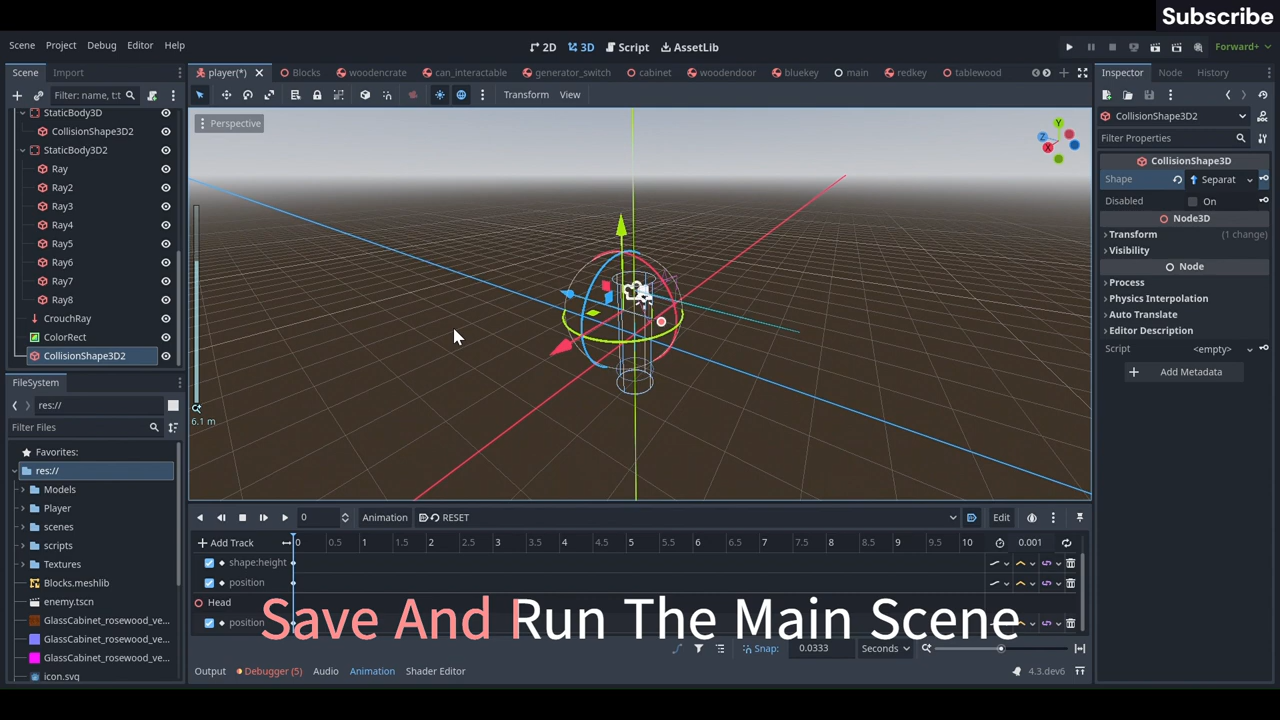 Subscribe
Scene Project Debug Editor Help
2D 3D Script AssetLib
Forward+
Scene Import
player(*) Blocks woodencrate can_interactable generator_switch cabinet woodendoor bluekey main redkey tablewood
Inspector Node History
Filter: name, t:t
Transform View
StaticBody3D
CollisionShape3D2
StaticBody3D2
Ray
Ray2
Ray3
Ray4
Ray5
Ray6
Ray7
Ray8
CrouchRay
ColorRect
CollisionShape3D2
FileSystem
res://
Filter Files
Favorites:
res://
Models
Player
scenes
scripts
Textures
Blocks.meshlib
enemy.tscn
GlassCabinet_rosewood_ve...
GlassCabinet_rosewood_ve...
GlassCabinet_rosewood_ve...
icon.svg
Perspective
Y
Z
X
6.1 m
0 Animation RESET Edit
Add Track 0 0.5 1 1.5 2 2.5 3 3.5 4 4.5 5 5.5 6 6.5 7 7.5 8 8.5 9 9.5 10 0.001
shape:height
position
Head
position
Save And Run The Main Scene
Snap: 0.0333 Seconds
Output Debugger (5) Audio Animation Shader Editor 4.3.dev6
CollisionShape3D2
Filter Properties
CollisionShape3D
Shape Separat
Disabled On
Node3D
Transform (1 change)
Visibility
Node
Process
Physics Interpolation
Auto Translate
Editor Description
Script <empty>
Add Metadata